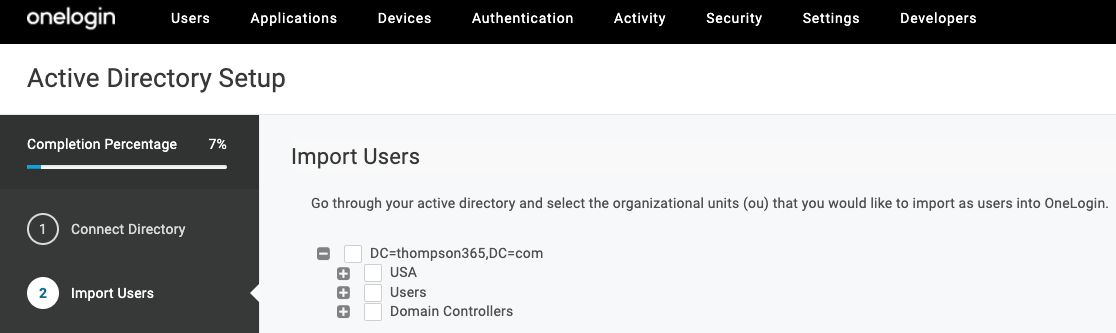 onelogin Users Applications Devices Authentication Activity Security Settings Developers
Active Directory Setup
Completion Percentage 7%
1 Connect Directory
2 Import Users
Import Users
Go through your active directory and select the organizational units (ou) that you would like to import as users into OneLogin.
DC=thompson365,DC=com
USA
Users
Domain Controllers